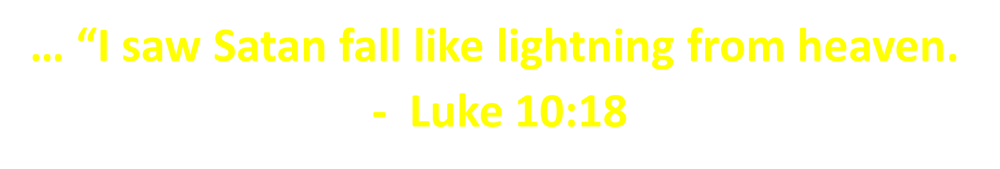 … “I saw Satan fall like lightning from heaven.
- Luke 10:18